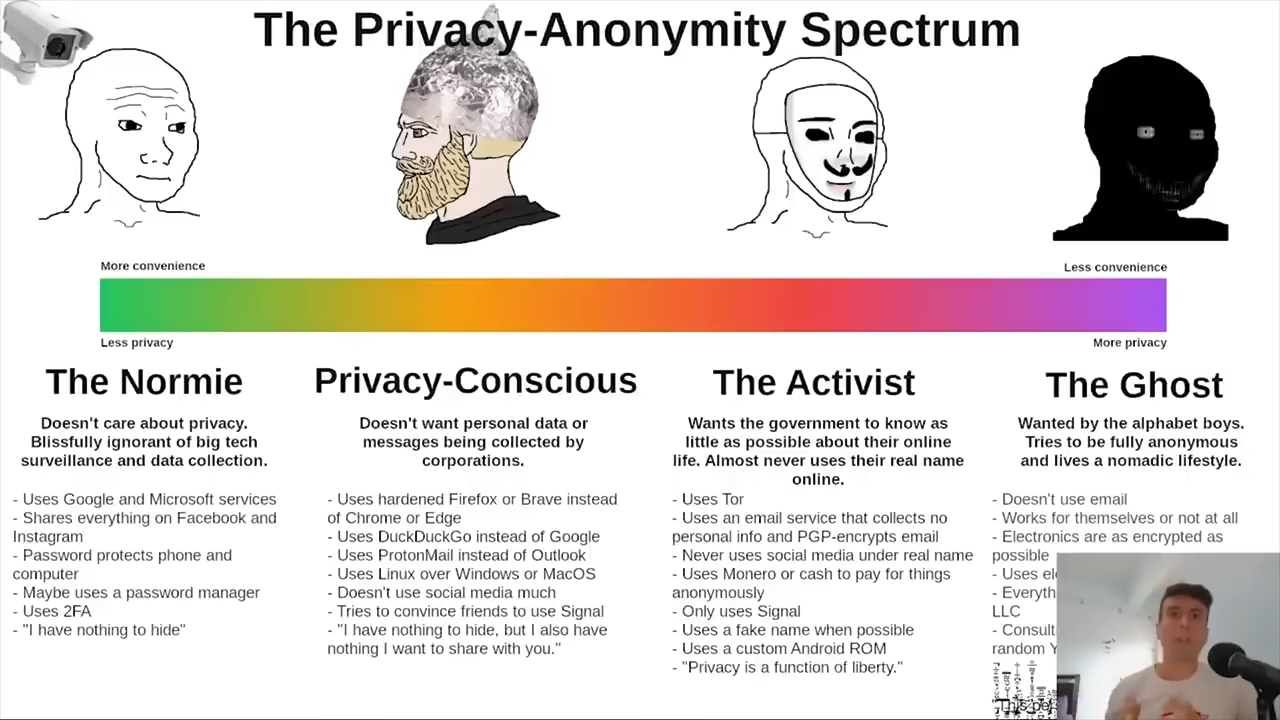 The Privacy-Anonymity Spectrum
More convenience
Less convenience
Less privacy
More privacy
The Normie
Doesn't care about privacy.
Blissfully ignorant of big tech
surveillance and data collection.
- Uses Google and Microsoft services
- Shares everything on Facebook and
Instagram
- Password protects phone and
computer
- Maybe uses a password manager
- Uses 2FA
- "I have nothing to hide"
Privacy-Conscious
Doesn't want personal data or
messages being collected by
corporations.
- Uses hardened Firefox or Brave instead
of Chrome or Edge
- Uses DuckDuckGo instead of Google
- Uses ProtonMail instead of Outlook
- Uses Linux over Windows or MacOS
- Doesn't use social media much
- Tries to convince friends to use Signal
- "I have nothing to hide, but I also have
nothing I want to share with you."
The Activist
Wants the government to know as
little as possible about their online
life. Almost never uses their real name
online.
- Uses Tor
- Uses an email service that collects no
personal info and PGP-encrypts email
- Never uses social media under real name
- Uses Monero or cash to pay for things
anonymously
- Only uses Signal
- Uses a fake name when possible
- Uses a custom Android ROM
- "Privacy is a function of liberty."
The Ghost
Wanted by the alphabet boys.
Tries to be fully anonymous
and lives a nomadic lifestyle.
- Doesn't use email
- Works for themselves or not at all
- Electronics are as encrypted as
possible
- Uses
LLC
random